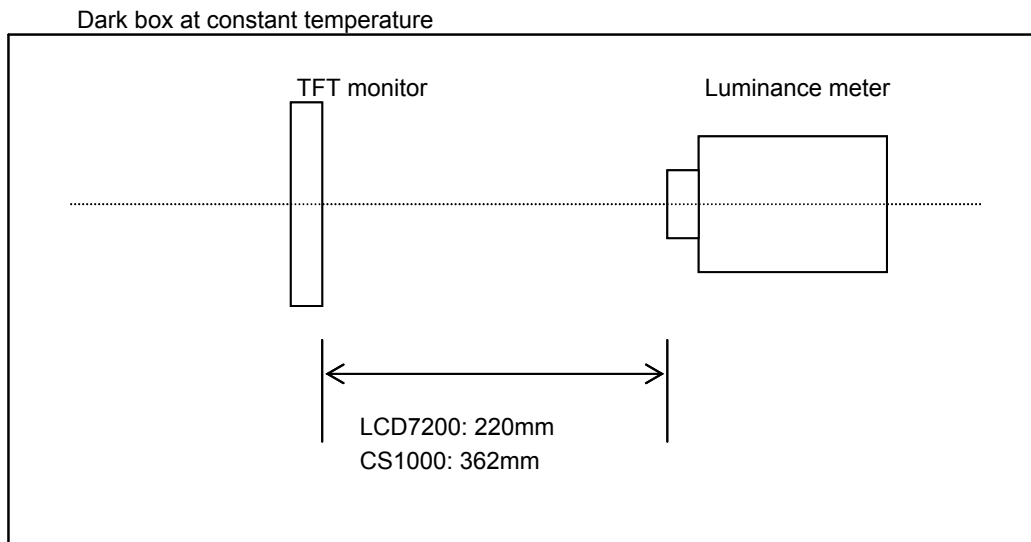 Dark box at constant temperature
TFT monitor
Luminance meter
LCD7200: 220mm
CS1000: 362mm